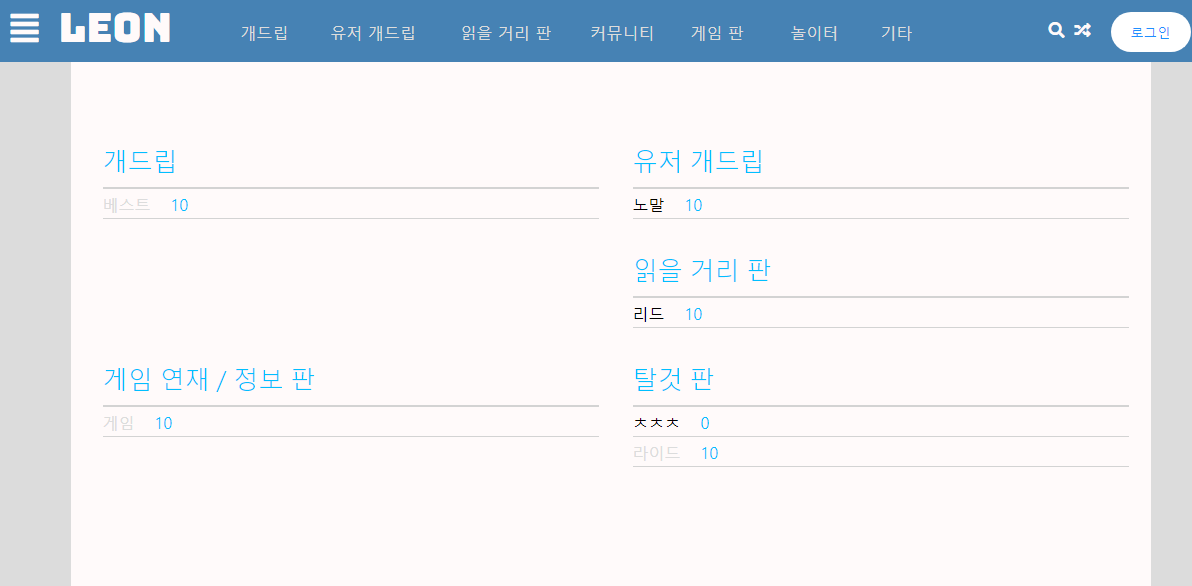 LEON 개드립 유저 개드립 읽을 거리 판 커뮤니티 게임 판 놀이터 기타 로그인
개드립
베스트 10
유저 개드립
노말 10
읽을 거리 판
리드 10
게임 연재 / 정보 판
게임 10
탈것 판
ㅊㅊㅊ 0
라이드 10